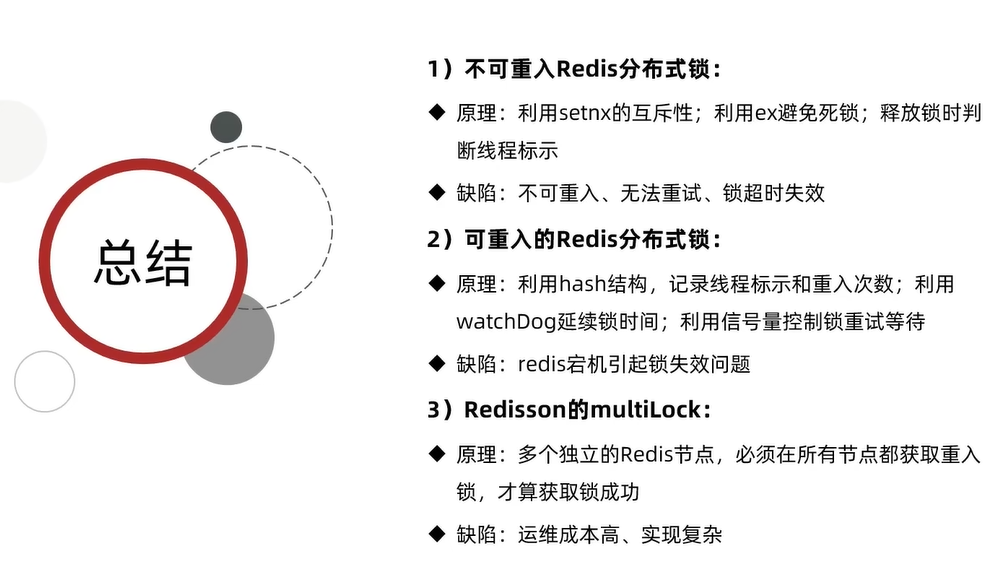 总结
1）不可重入Redis分布式锁：
◆ 原理：利用setnx的互斥性；利用ex避免死锁；释放锁时判
断线程标示
◆ 缺陷：不可重入、无法重试、锁超时失效
2）可重入的Redis分布式锁：
◆ 原理：利用hash结构，记录线程标示和重入次数；利用
watchDog延续锁时间；利用信号量控制锁重试等待
◆ 缺陷：redis宕机引起锁失效问题
3）Redisson的multiLock：
◆ 原理：多个独立的Redis节点，必须在所有节点都获取重入
锁，才算获取锁成功
◆ 缺陷：运维成本高、实现复杂